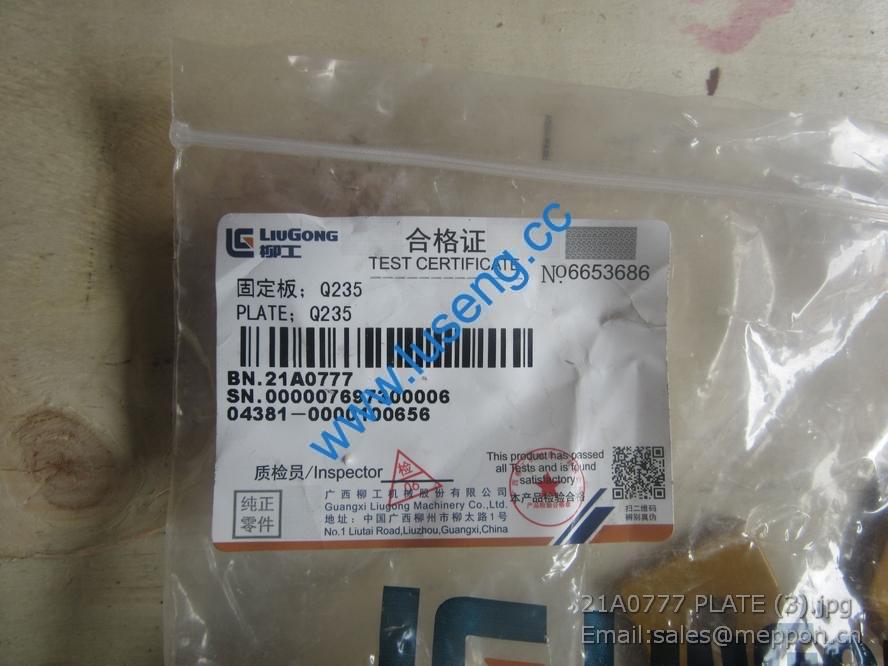 LIUGONG
柳工
合格证
TEST CERTIFICATE
No6653686
固定板；Q235
PLATE；Q235
BN.21A0777
04381-0000100656
质检员/Inspector
检
06
This product has passed
all Tests and is found
satisfactory
本产品检验合格
纯正
零件
广西柳工机械股份有限公司
Guangxi Liugong Machinery Co.,Ltd.
地址：中国广西柳州市柳太路1号
No.1 Liutai Road,Liuzhou,Guangxi,China
扫二维码
辨别真伪
www.luseng.cc
21A0777 PLATE (3).jpg
Email:sales@meppon.cn